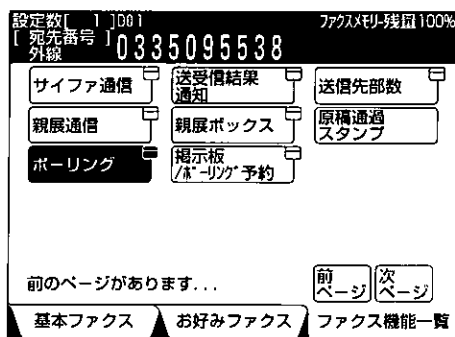 設定数[ 1 ]D01 ファクスメモリー残量100%
[ 宛先番号 ]
外線 0335095538
サイファ通信 送受信結果通知 送信先部数
親展通信 親展ボックス 原稿通過スタンプ
ポーリング 掲示板/ポーリング予約
前のページがあります...
前ページ 次ページ
基本ファクス お好みファクス ファクス機能一覧